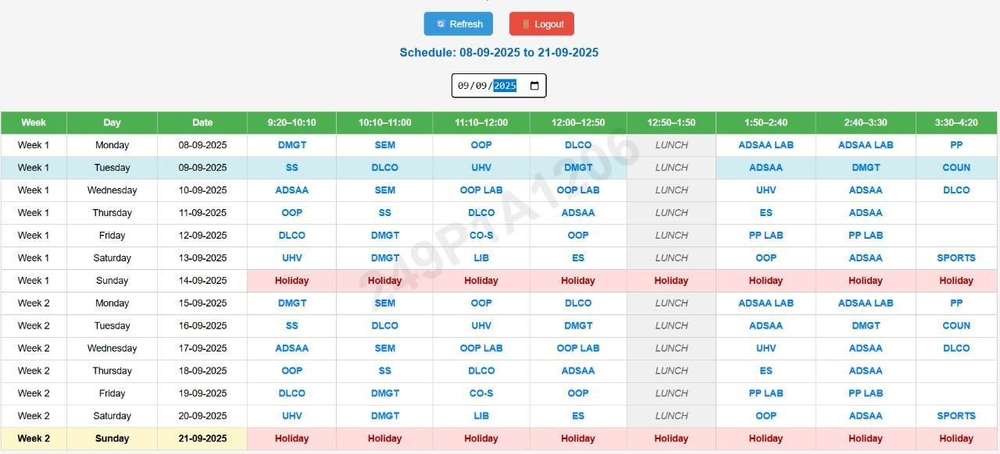 Refresh Logout
Schedule: 08-09-2025 to 21-09-2025
09/09/2025
Week Day Date 9:20–10:10 10:10–11:00 11:10–12:00 12:00–12:50 12:50–1:50 1:50–2:40 2:40–3:30 3:30–4:20
Week 1 Monday 08-09-2025 DMGT SEM OOP DLCO LUNCH ADSAA LAB ADSAA LAB PP
Week 1 Tuesday 09-09-2025 SS DLCO UHV DMGT LUNCH ADSAA DMGT COUN
Week 1 Wednesday 10-09-2025 ADSAA SEM OOP LAB OOP LAB LUNCH UHV ADSAA DLCO
Week 1 Thursday 11-09-2025 OOP SS DLCO ADSAA LUNCH ES ADSAA
Week 1 Friday 12-09-2025 DLCO DMGT CO-S OOP LUNCH PP LAB PP LAB
Week 1 Saturday 13-09-2025 UHV DMGT LIB ES LUNCH OOP ADSAA SPORTS
Week 1 Sunday 14-09-2025 Holiday Holiday Holiday Holiday Holiday Holiday Holiday Holiday
Week 2 Monday 15-09-2025 DMGT SEM OOP DLCO LUNCH ADSAA LAB ADSAA LAB PP
Week 2 Tuesday 16-09-2025 SS DLCO UHV DMGT LUNCH ADSAA DMGT COUN
Week 2 Wednesday 17-09-2025 ADSAA SEM OOP LAB OOP LAB LUNCH UHV ADSAA DLCO
Week 2 Thursday 18-09-2025 OOP SS DLCO ADSAA LUNCH ES ADSAA
Week 2 Friday 19-09-2025 DLCO DMGT CO-S OOP LUNCH PP LAB PP LAB
Week 2 Saturday 20-09-2025 UHV DMGT LIB ES LUNCH OOP ADSAA SPORTS
Week 2 Sunday 21-09-2025 Holiday Holiday Holiday Holiday Holiday Holiday Holiday Holiday
249P1A1206